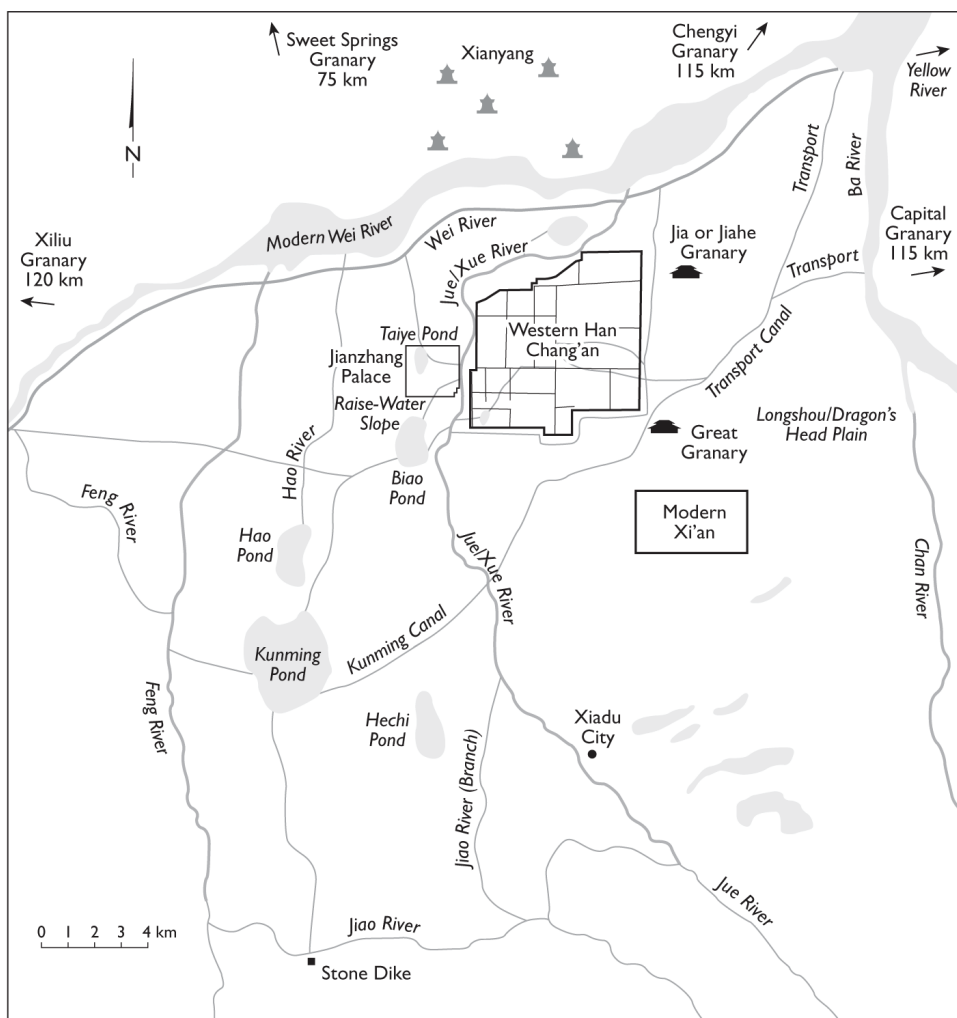 Sweet Springs
Granary
75 km
Xianyang
Chengyi
Granary
115 km
Yellow
River
N
Transport
Ba River
Xiliu
Granary
120 km
Modern Wei River
Wei River
Jue/Xue River
Jia or Jiahe
Granary
Capital
Granary
115 km
Transport
Taiye Pond
Jianzhang
Palace
Western Han
Chang'an
Transport Canal
Raise-Water
Slope
Great
Granary
Longshou/Dragon's
Head Plain
Biao
Pond
Hao River
Feng
River
Modern
Xi'an
Hao
Pond
Jue/Xue River
Chan River
Kunming
Pond
Kunming Canal
Feng River
Hechi
Pond
Xiadu
City
Jiao River (Branch)
Jue River
Jiao River
0 1 2 3 4 km
Stone Dike